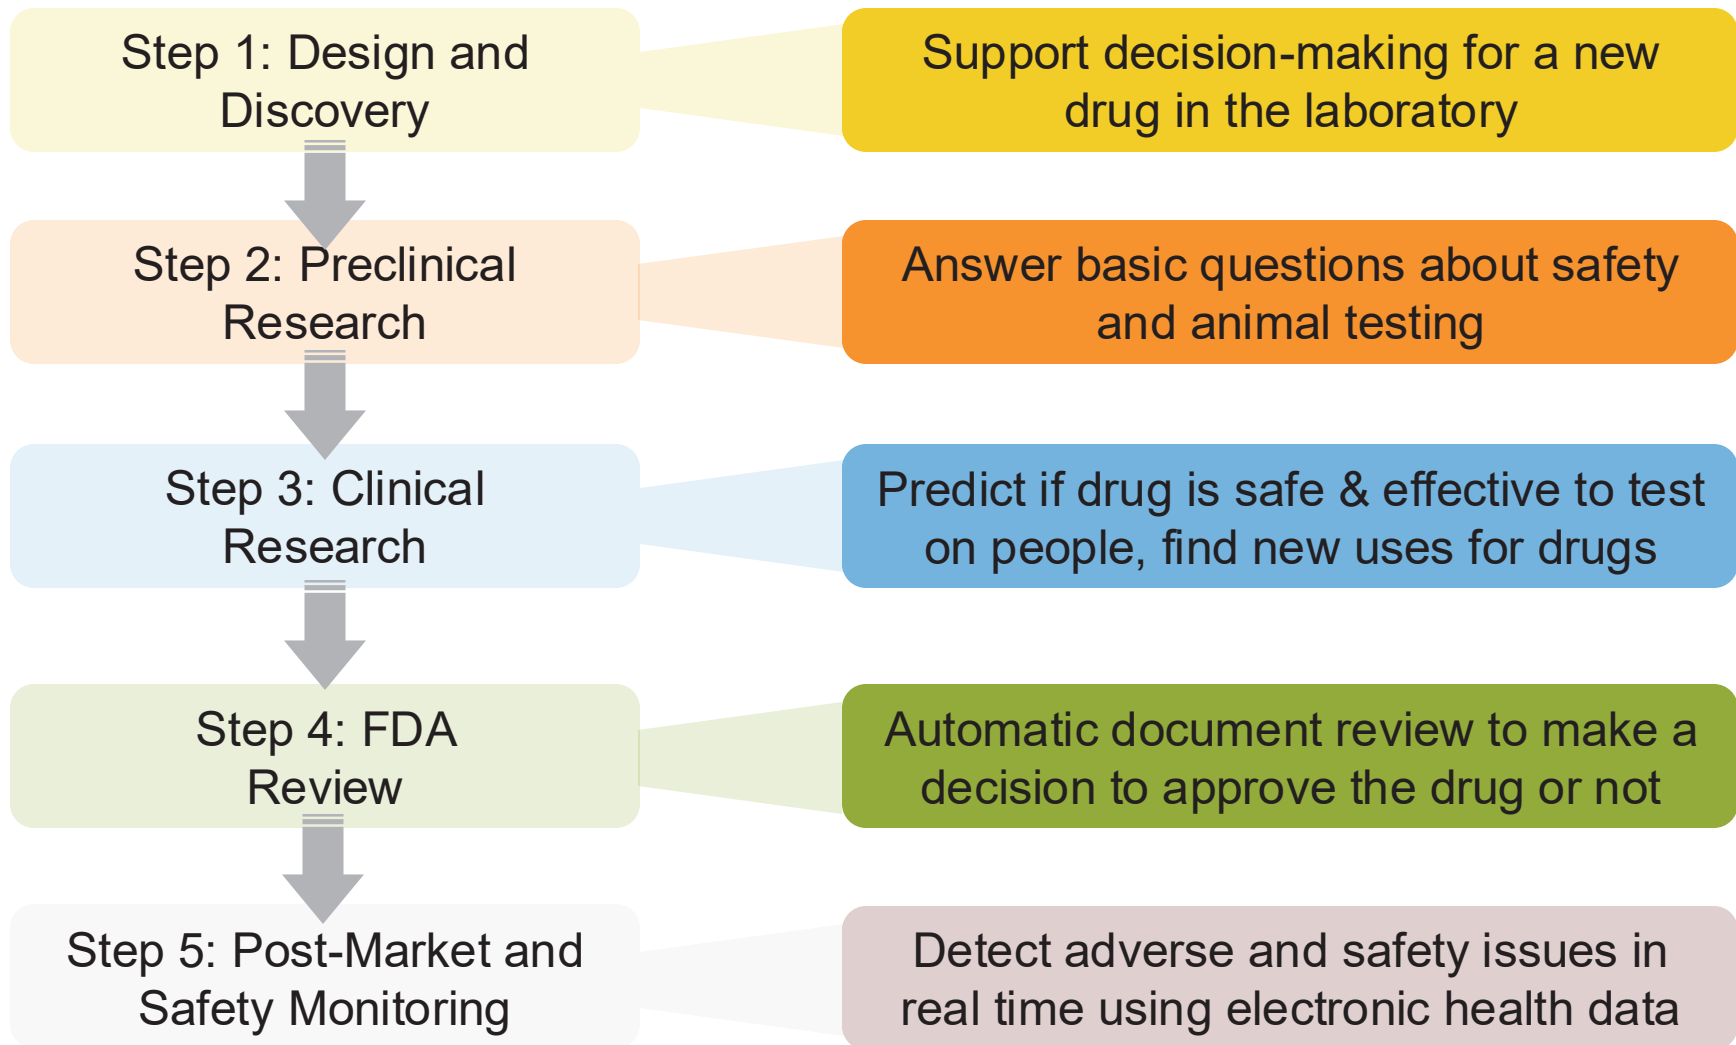 Step 1: Design and
Discovery
Support decision-making for a new
drug in the laboratory
Step 2: Preclinical
Research
Answer basic questions about safety
and animal testing
Step 3: Clinical
Research
Predict if drug is safe & effective to test
on people, find new uses for drugs
Step 4: FDA
Review
Automatic document review to make a
decision to approve the drug or not
Step 5: Post-Market and
Safety Monitoring
Detect adverse and safety issues in
real time using electronic health data